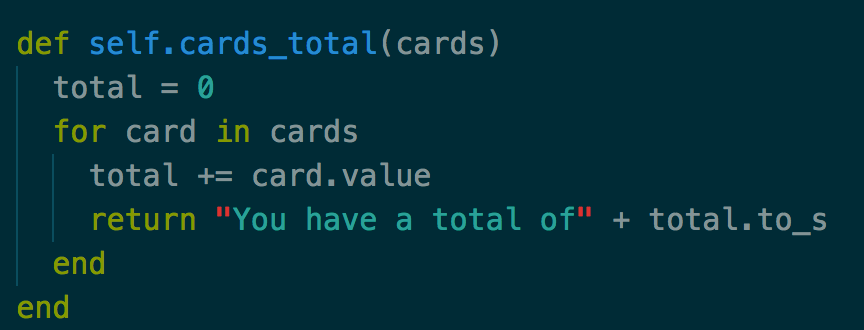 def self.cards_total(cards)
  total = 0
  for card in cards
    total += card.value
    return "You have a total of" + total.to_s
  end
end